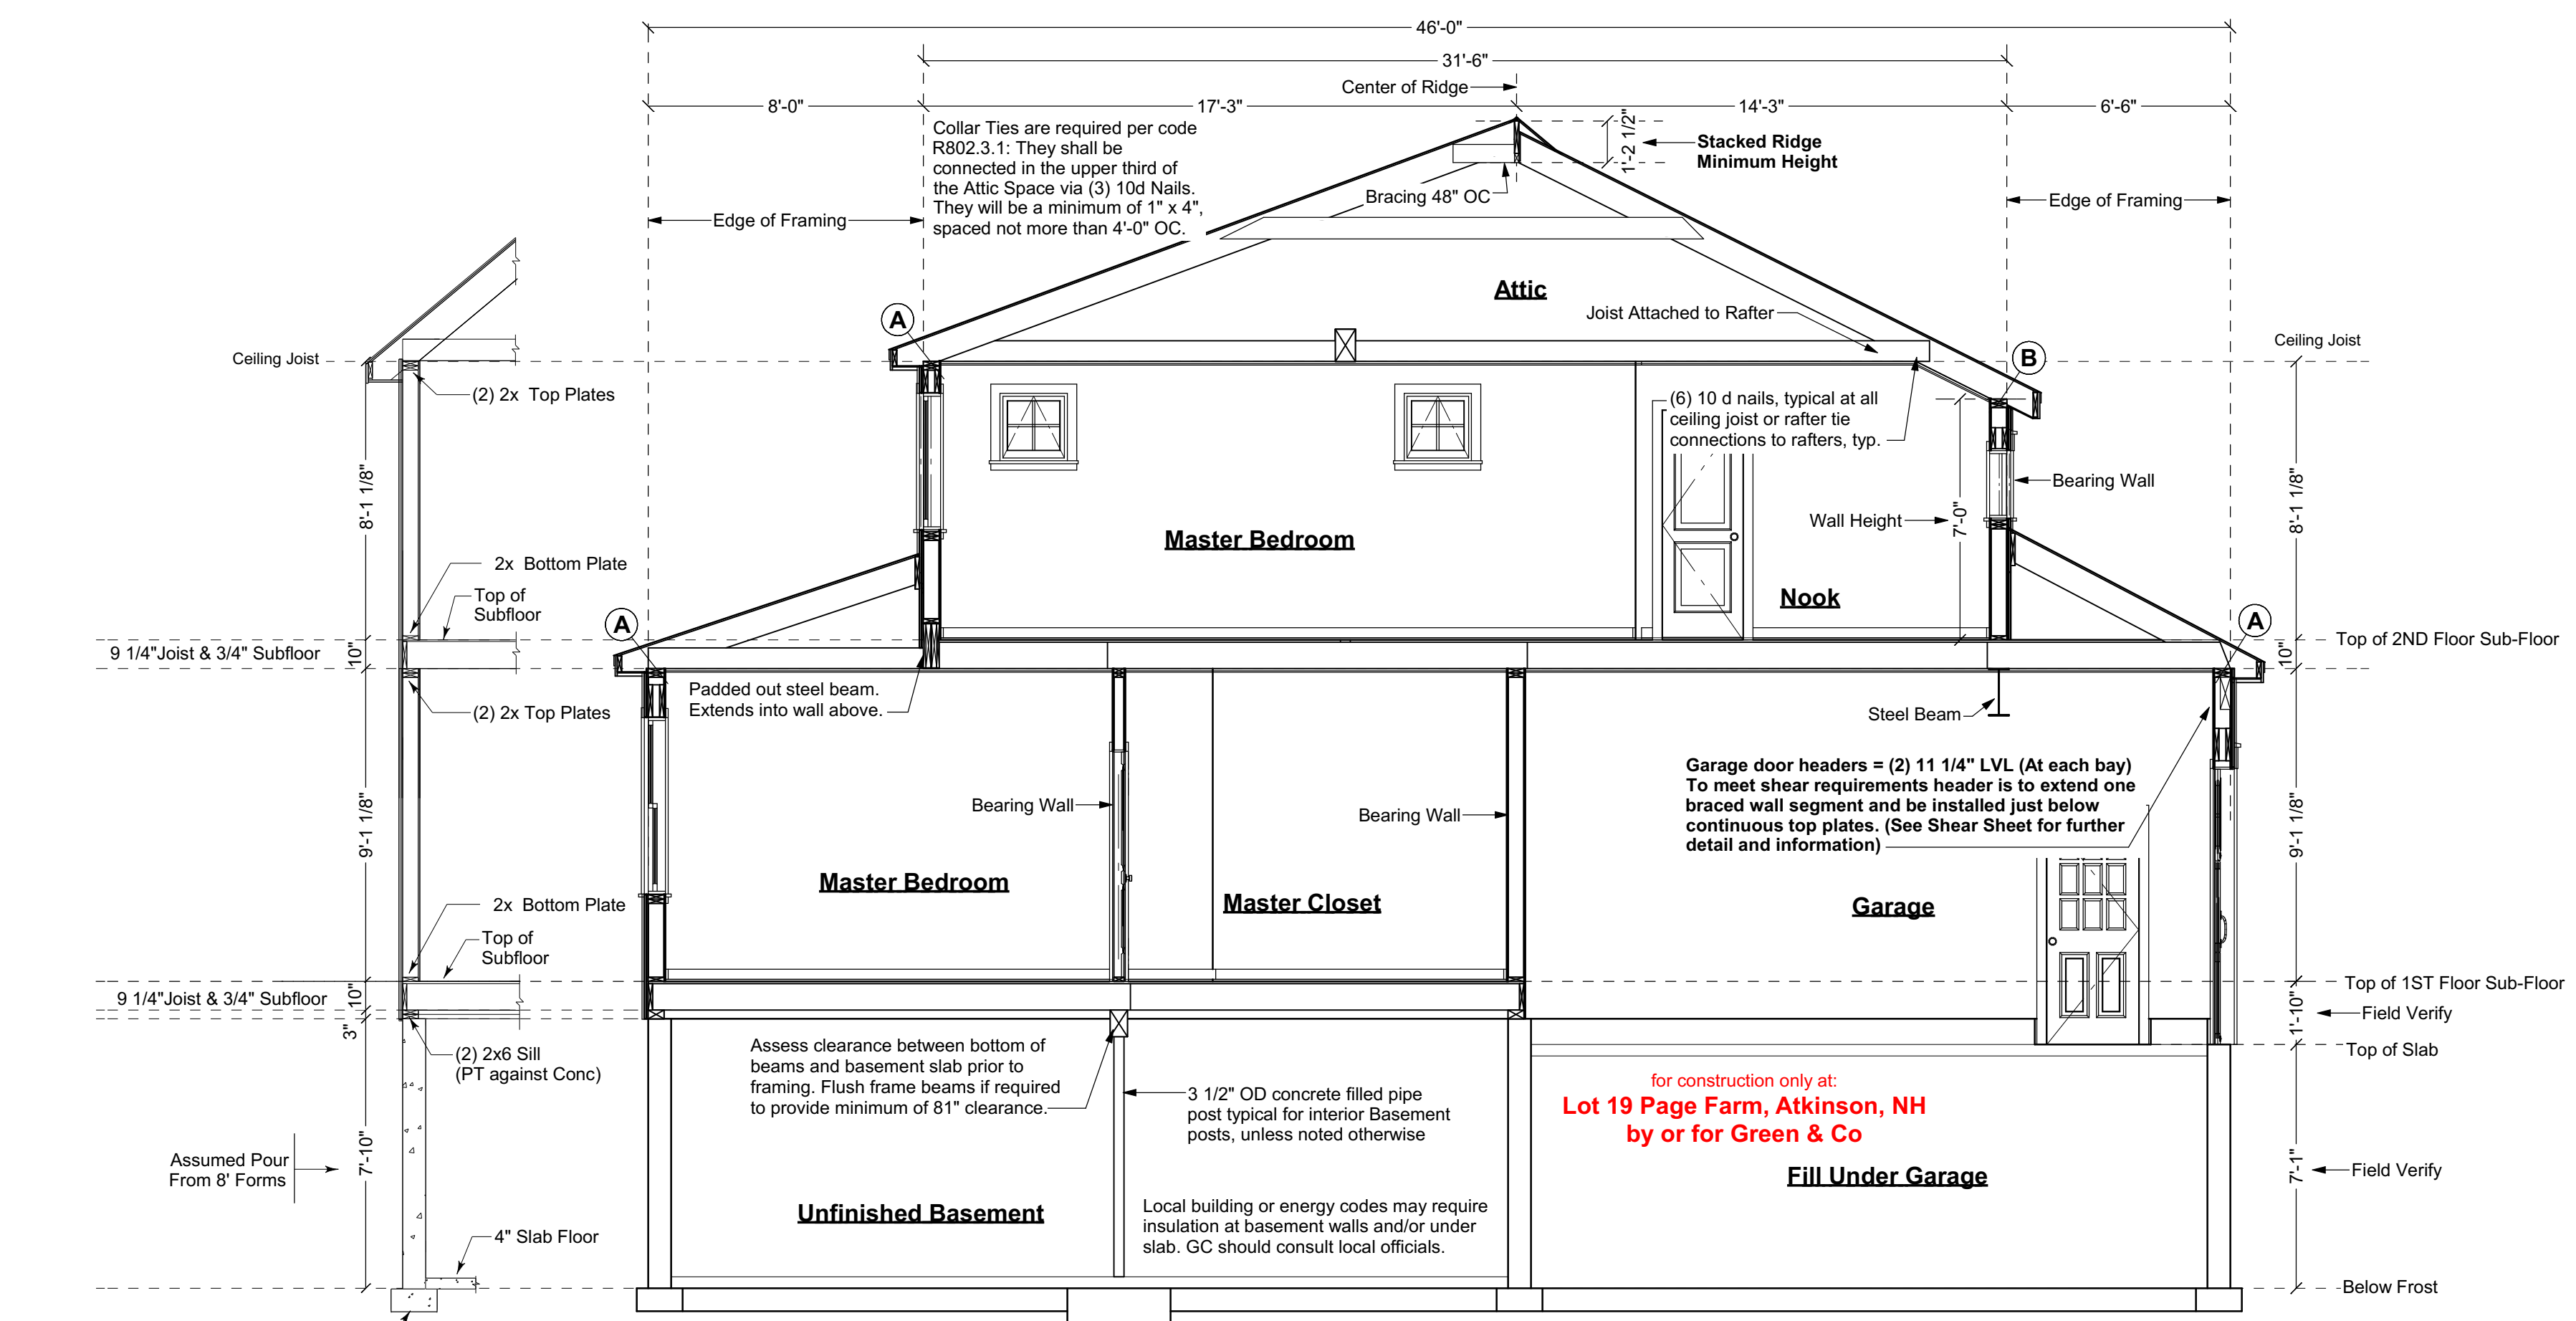 46'-0"
31'-6"
Center of Ridge
8'-0"
17'-3"
14'-3"
6'-6"
Collar Ties are required per code
R802.3.1: They shall be
connected in the upper third of
the Attic Space via (3) 10d Nails.
They will be a minimum of 1" x 4",
spaced not more than 4'-0" OC.
1'-2 1/2"
Stacked Ridge
Minimum Height
Bracing 48" OC
Edge of Framing
Edge of Framing
Attic
Joist Attached to Rafter
A
B
Ceiling Joist
Ceiling Joist
(2) 2x Top Plates
(6) 10 d nails, typical at all
ceiling joist or rafter tie
connections to rafters, typ.
8'-1 1/8"
Bearing Wall
8'-1 1/8"
Wall Height
7'-0"
Master Bedroom
2x Bottom Plate
Top of
Subfloor
Nook
A
A
9 1/4"Joist & 3/4" Subfloor
10"
10"
Top of 2ND Floor Sub-Floor
Padded out steel beam.
Extends into wall above.
(2) 2x Top Plates
Steel Beam
Garage door headers = (2) 11 1/4" LVL (At each bay)
To meet shear requirements header is to extend one
braced wall segment and be installed just below
continuous top plates. (See Shear Sheet for further
detail and information)
9'-1 1/8"
Bearing Wall
Bearing Wall
9'-1 1/8"
Master Bedroom
Master Closet
Garage
2x Bottom Plate
Top of
Subfloor
9 1/4"Joist & 3/4" Subfloor
10"
Top of 1ST Floor Sub-Floor
3"
1'-10"
Field Verify
(2) 2x6 Sill
(PT against Conc)
Top of Slab
Assess clearance between bottom of
beams and basement slab prior to
framing. Flush frame beams if required
to provide minimum of 81" clearance.
3 1/2" OD concrete filled pipe
post typical for interior Basement
posts, unless noted otherwise
for construction only at:
Lot 19 Page Farm, Atkinson, NH
by or for Green & Co
Assumed Pour
From 8' Forms
7'-10"
Fill Under Garage
7'-1"
Field Verify
Unfinished Basement
Local building or energy codes may require
insulation at basement walls and/or under
slab. GC should consult local officials.
4" Slab Floor
Below Frost